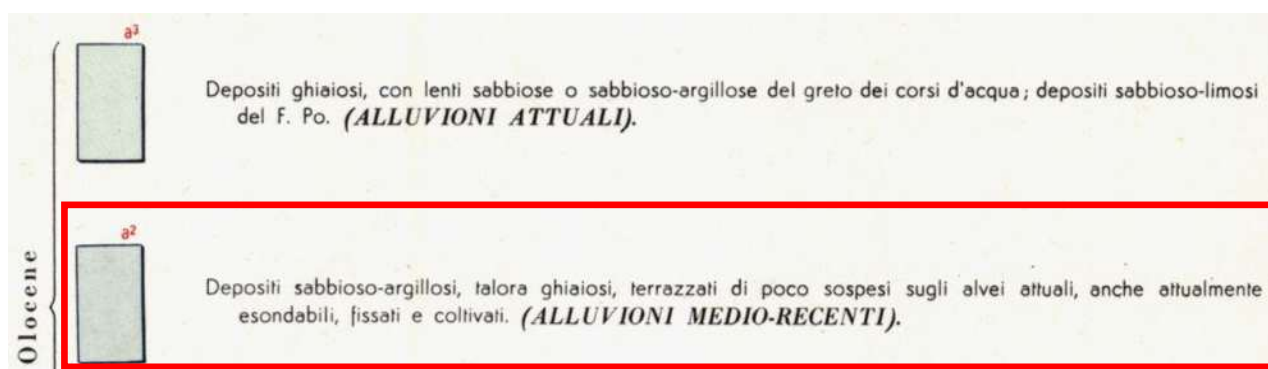 a3
Depositi ghiaiosi, con lenti sabbiose o sabbioso-argillose del greto dei corsi d'acqua; depositi sabbioso-limosi
del F. Po. (ALLUVIONI ATTUALI).
a2
Depositi sabbioso-argillosi, talora ghiaiosi, terrazzati di poco sospesi sugli alvei attuali, anche attualmente
esondabili, fissati e coltivati. (ALLUVIONI MEDIO-RECENTI).
Olocene